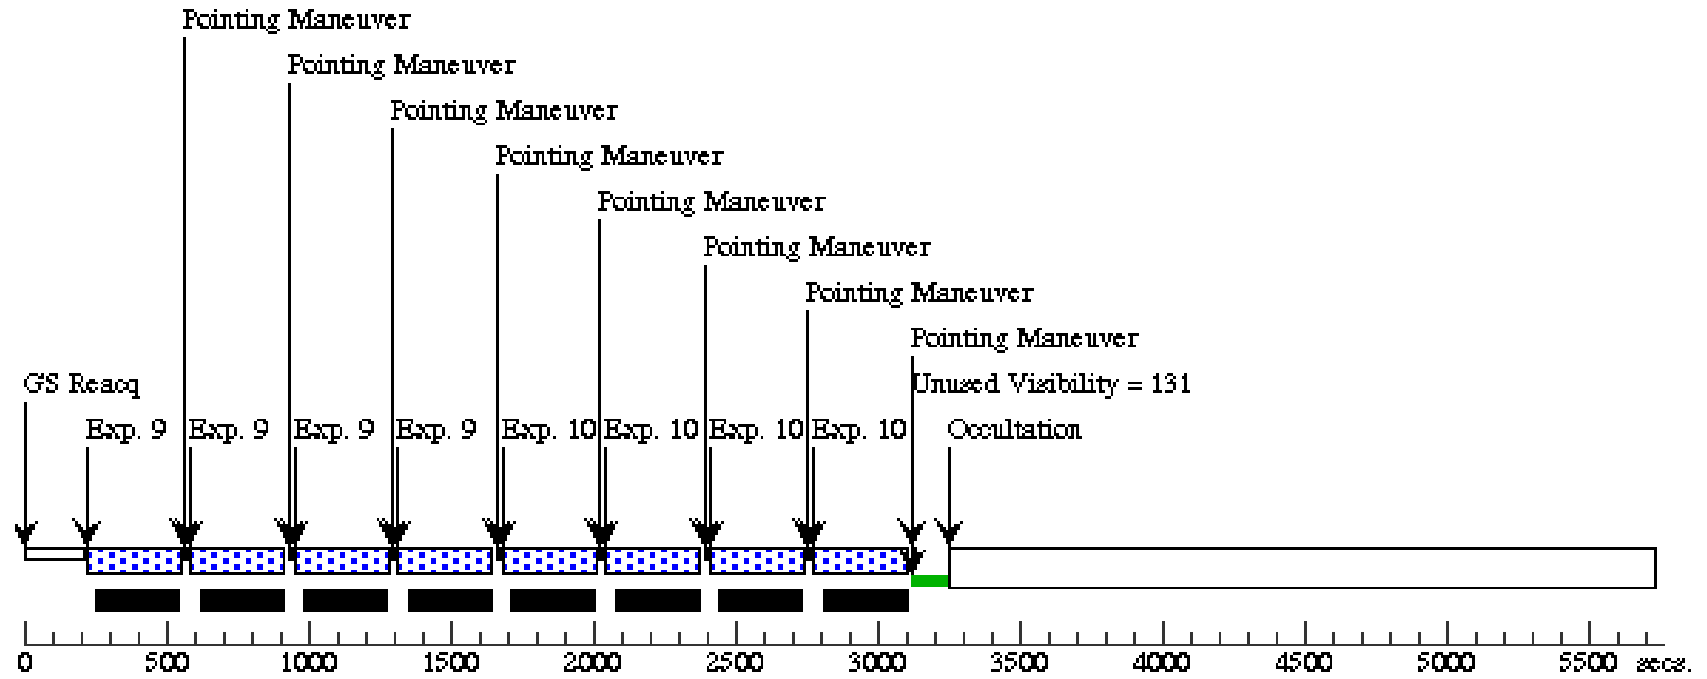 Pointing Maneuver
Pointing Maneuver
Pointing Maneuver
Pointing Maneuver
Pointing Maneuver
Pointing Maneuver
Pointing Maneuver
Pointing Maneuver
GS Reacq
Unused Visibility = 131
Exp. 9
Exp. 9
Exp. 9
Exp. 9
Exp. 10
Exp. 10
Exp. 10
Exp. 10
Occultation
0 500 1000 1500 2000 2500 3000 3500 4000 4500 5000 5500 secs.